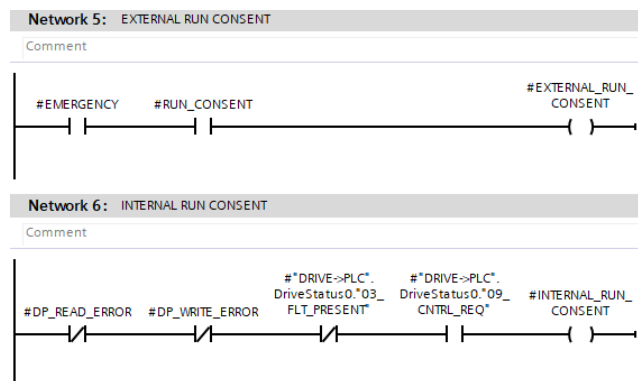 Network 5: EXTERNAL RUN CONSENT
Comment
#EMERGENCY
#RUN_CONSENT
#EXTERNAL_RUN_
CONSENT
Network 6: INTERNAL RUN CONSENT
Comment
#DP_READ_ERROR
#DP_WRITE_ERROR
#"DRIVE->PLC".
DriveStatus0."03_
FLT_PRESENT"
#"DRIVE->PLC".
DriveStatus0."09_
CNTRL_REQ"
#INTERNAL_RUN_
CONSENT